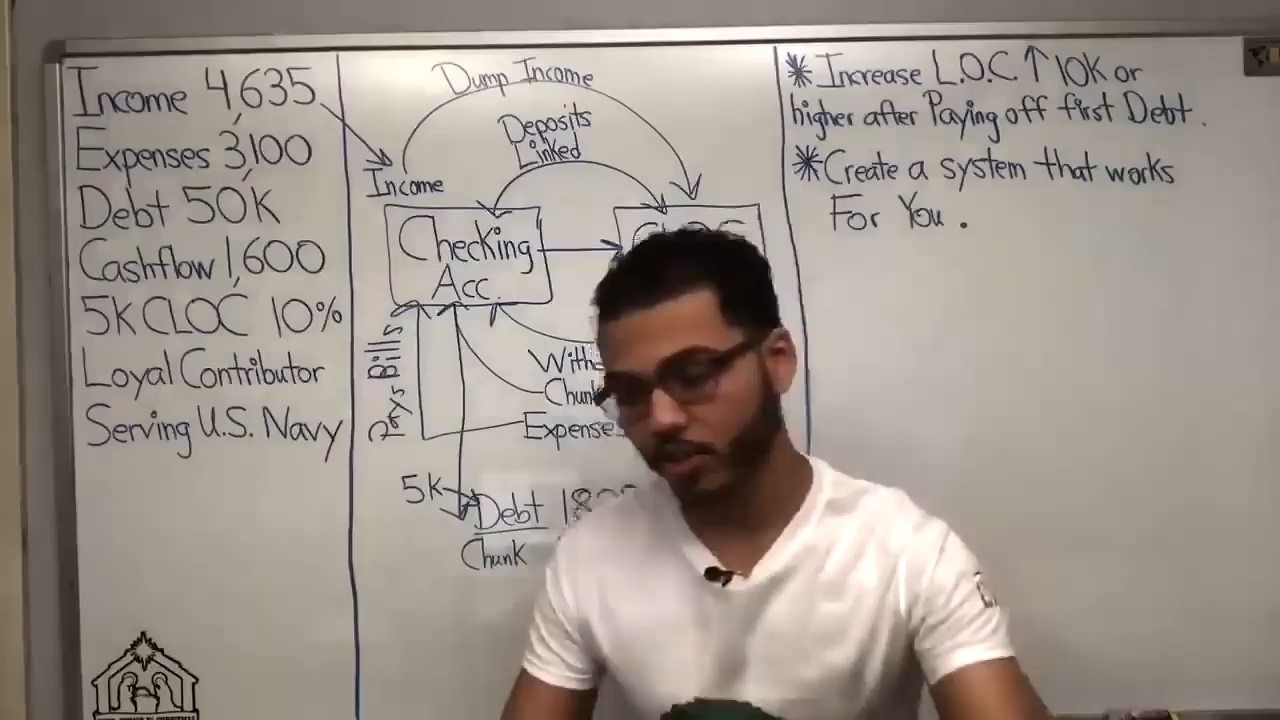 Income 4,635
Expenses 3,100
Debt 50K
Cashflow 1,600
5K CLOC 10%
Loyal Contributor
Serving U.S. Navy
Dump Income
Deposits
Linked
Income
Checking
Acc.
Pays Bills
Expense
5K
Debt
Chunk
* Increase L.O.C. ↑ 10K or
higher after Paying off first Debt.
* Create a system that works
For You.